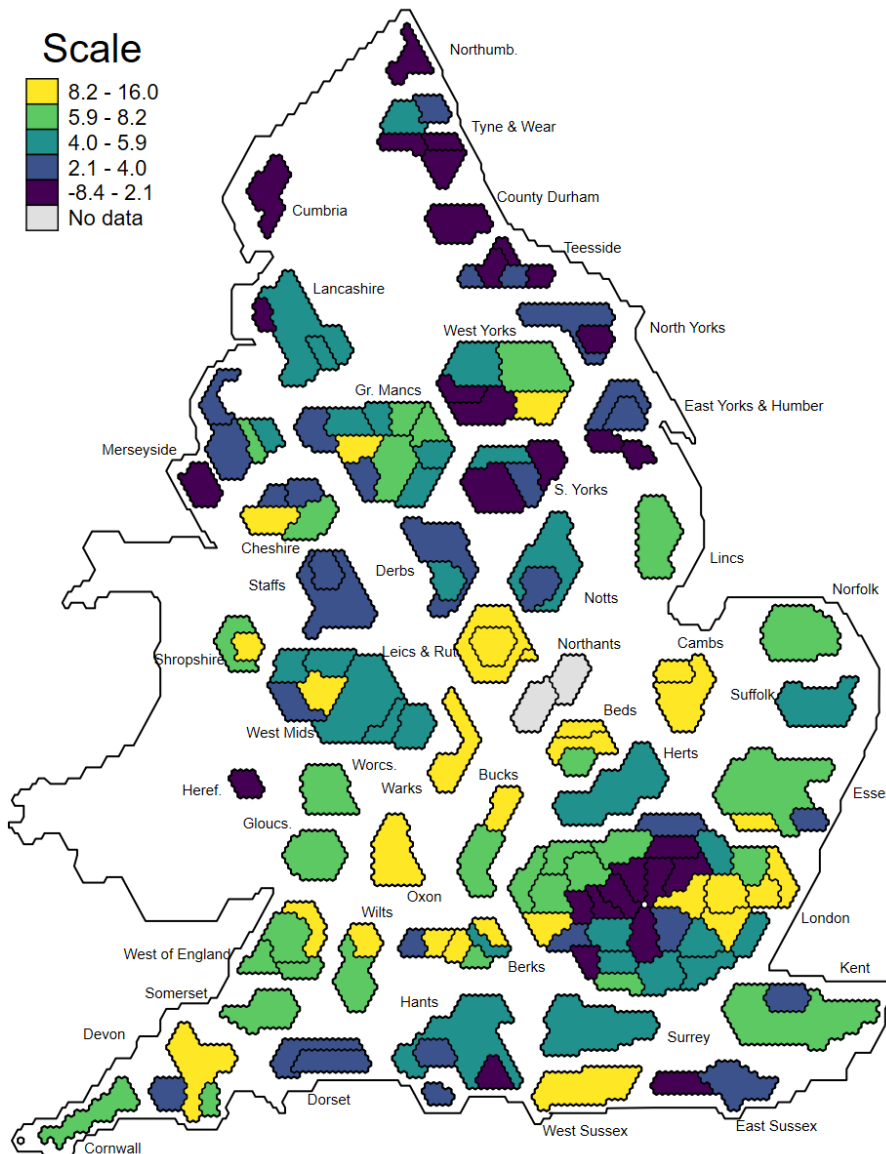 Scale
8.2 - 16.0
5.9 - 8.2
4.0 - 5.9
2.1 - 4.0
-8.4 - 2.1
No data
Northumb.
Tyne & Wear
Cumbria
County Durham
Teesside
Lancashire
North Yorks
West Yorks
Gr. Mancs
East Yorks & Humber
Merseyside
S. Yorks
Cheshire
Lincs
Staffs
Derbs
Notts
Norfolk
Shropshire
Leics & Rut
Northants
Cambs
Suffolk
West Mids
Beds
Herts
Heref.
Worcs.
Warks
Bucks
Esse
Gloucs.
Oxon
London
Wilts
West of England
Berks
Kent
Somerset
Hants
Devon
Surrey
Dorset
West Sussex
East Sussex
Cornwall